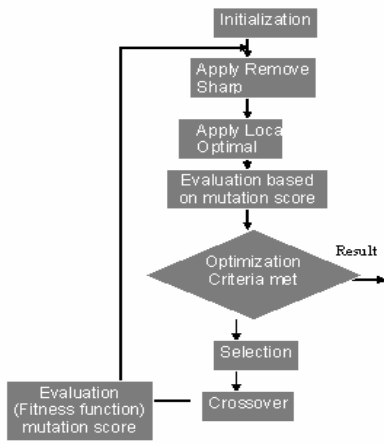 Initialization
Apply Remove
Sharp
Apply Loca
Optimal
Evaluation based
on mutation score
Optimization
Criteria met
Result
Selection
Crossover
Evaluation
(Fitness function)
mutation score